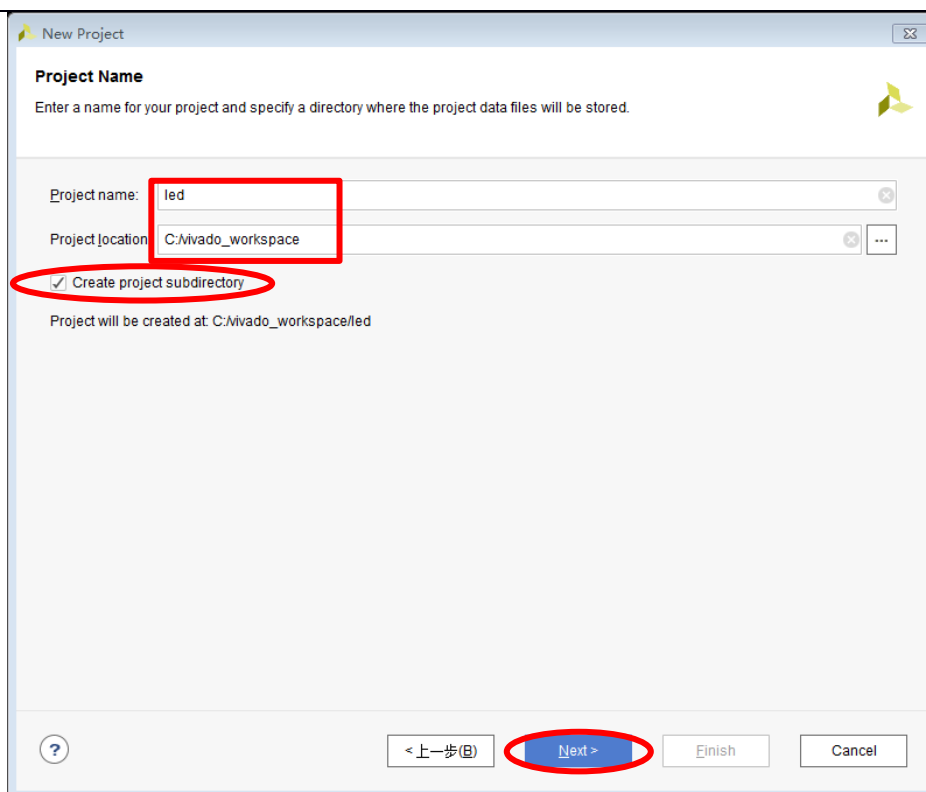 New Project
Project Name
Enter a name for your project and specify a directory where the project data files will be stored.
Project name: led
Project location C:/vivado_workspace ...
Create project subdirectory
Project will be created at: C:/vivado_workspace/led
? <上一步(B) Next > Finish Cancel